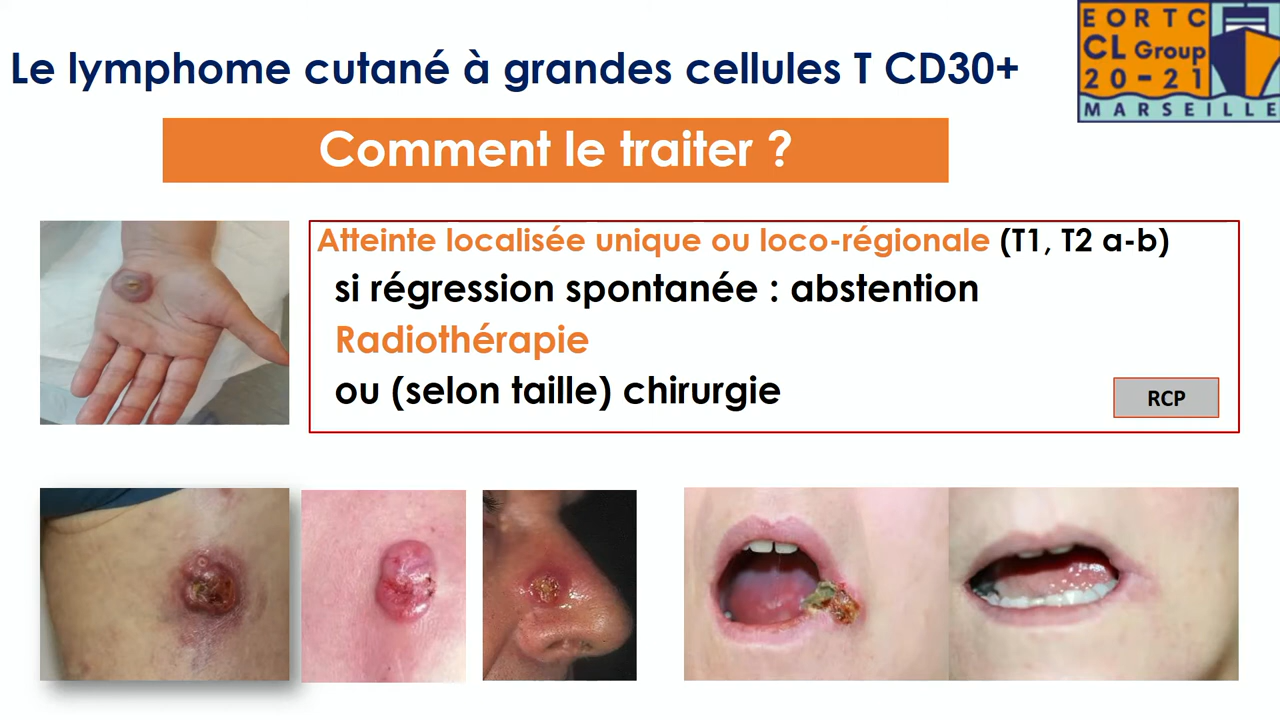 Le lymphome cutané à grandes cellules T CD30+
EORTC
CL Group
20-21
MARSEILLE
Comment le traiter ?
Atteinte localisée unique ou loco-régionale (T1, T2 a-b)
si régression spontanée : abstention
Radiothérapie
ou (selon taille) chirurgie
RCP